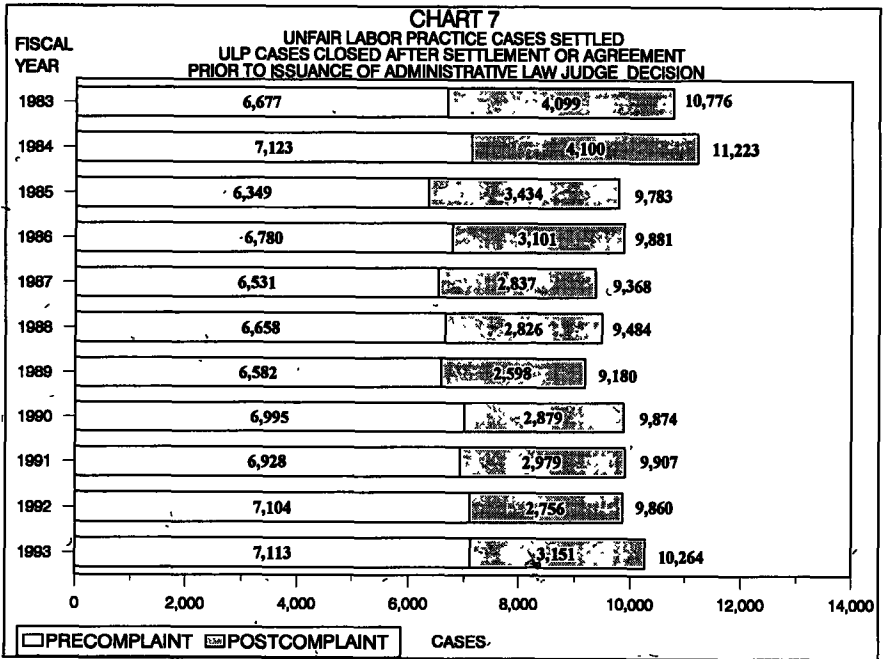 CHART 7
UNFAIR LABOR PRACTICE CASES SETTLED
ULP CASES CLOSED AFTER SETTLEMENT OR AGREEMENT
PRIOR TO ISSUANCE OF ADMINISTRATIVE LAW JUDGE DECISION
FISCAL
YEAR
1983 6,677 4,099 10,776
1984 7,123 4,100 11,223
1985 6,349 3,434 9,783
1986 6,780 3,101 9,881
1987 6,531 2,837 9,368
1988 6,658 2,826 9,484
1989 6,582 2,598 9,180
1990 6,995 2,879 9,874
1991 6,928 2,979 9,907
1992 7,104 2,756 9,860
1993 7,113 3,151 10,264
0 2,000 4,000 6,000 8,000 10,000 12,000 14,000
PRECOMPLAINT POSTCOMPLAINT CASES